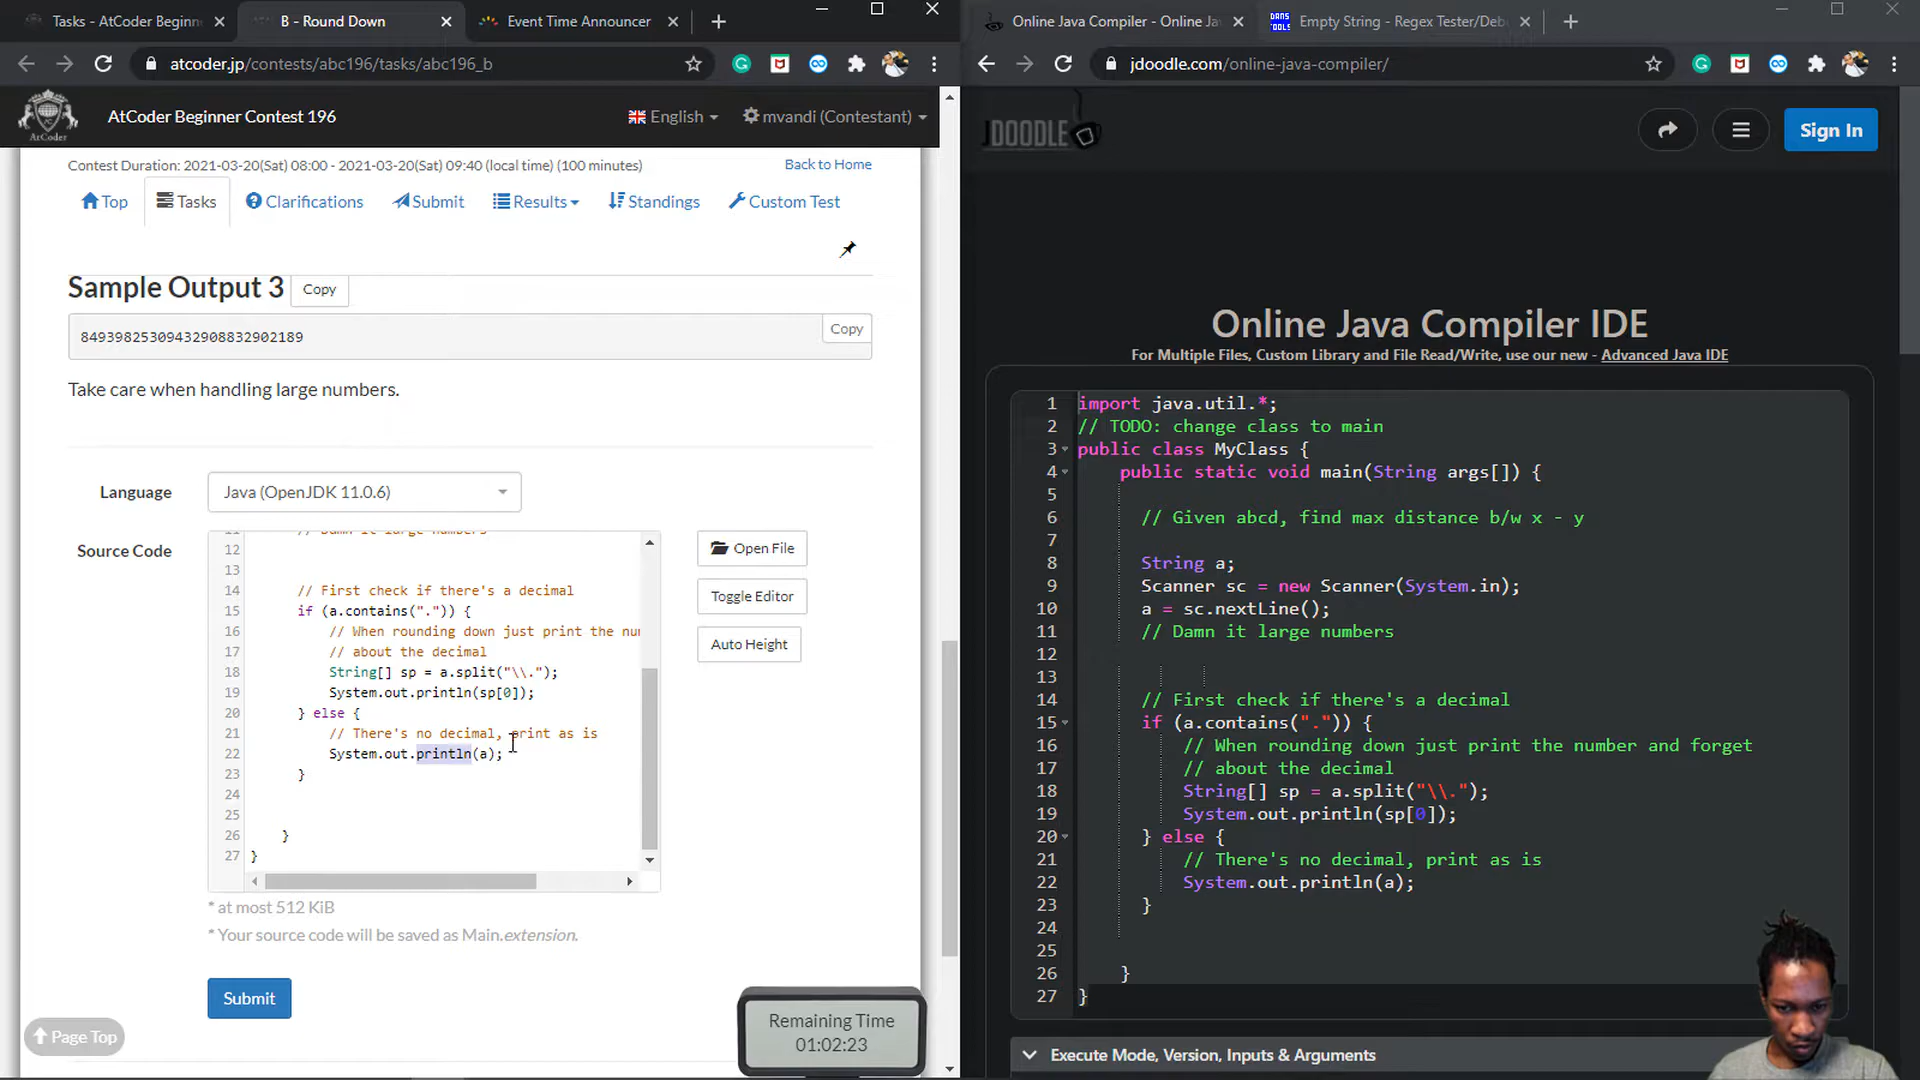 Tasks - AtCoder Beginn
B - Round Down
Event Time Announcer
atcoder.jp/contests/abc196/tasks/abc196_b
AtCoder
AtCoder Beginner Contest 196
English
mvandi (Contestant)
Contest Duration: 2021-03-20(Sat) 08:00 - 2021-03-20(Sat) 09:40 (local time) (100 minutes)
Back to Home
Top
Tasks
Clarifications
Submit
Results
Standings
Custom Test
Sample Output 3
Copy
84939825309432908832902189
Copy
Take care when handling large numbers.
Language
Java (OpenJDK 11.0.6)
Source Code
11 // Damn it large numbers
12
13
14 // First check if there's a decimal
15 if (a.contains(".")) {
16 // When rounding down just print the nu
17 // about the decimal
18 String[] sp = a.split("\\.");
19 System.out.println(sp[0]);
20 } else {
21 // There's no decimal, print as is
22 System.out.println(a);
23 }
24
25
26 }
27 }
Open File
Toggle Editor
Auto Height
* at most 512 KiB
* Your source code will be saved as Main.extension.
Submit
Page Top
Remaining Time
01:02:23
Online Java Compiler - Online Ja
DANS TOOLS
Empty String - Regex Tester/Deb
jdoodle.com/online-java-compiler/
JDOODLE
Sign In
Online Java Compiler IDE
For Multiple Files, Custom Library and File Read/Write, use our new - Advanced Java IDE
1 import java.util.*;
2 // TODO: change class to main
3 public class MyClass {
4 public static void main(String args[]) {
5
6 // Given abcd, find max distance b/w x - y
7
8 String a;
9 Scanner sc = new Scanner(System.in);
10 a = sc.nextLine();
11 // Damn it large numbers
12
13
14 // First check if there's a decimal
15 if (a.contains(".")) {
16 // When rounding down just print the number and forget
17 // about the decimal
18 String[] sp = a.split("\\.");
19 System.out.println(sp[0]);
20 } else {
21 // There's no decimal, print as is
22 System.out.println(a);
23 }
24
25
26 }
27 }
Execute Mode, Version, Inputs & Arguments